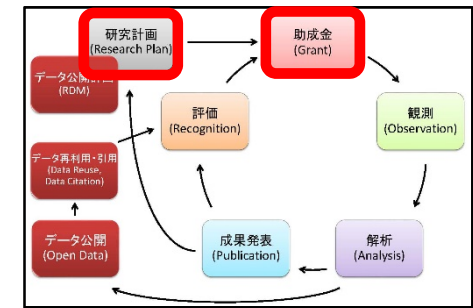 研究計画
(Research Plan)
助成金
(Grant)
データ公開計画
(RDM)
評価
(Recognition)
観測
(Observation)
データ再利用・引用
(Data Reuse,
Data Citation)
データ公開
(Open Data)
成果発表
(Publication)
解析
(Analysis)